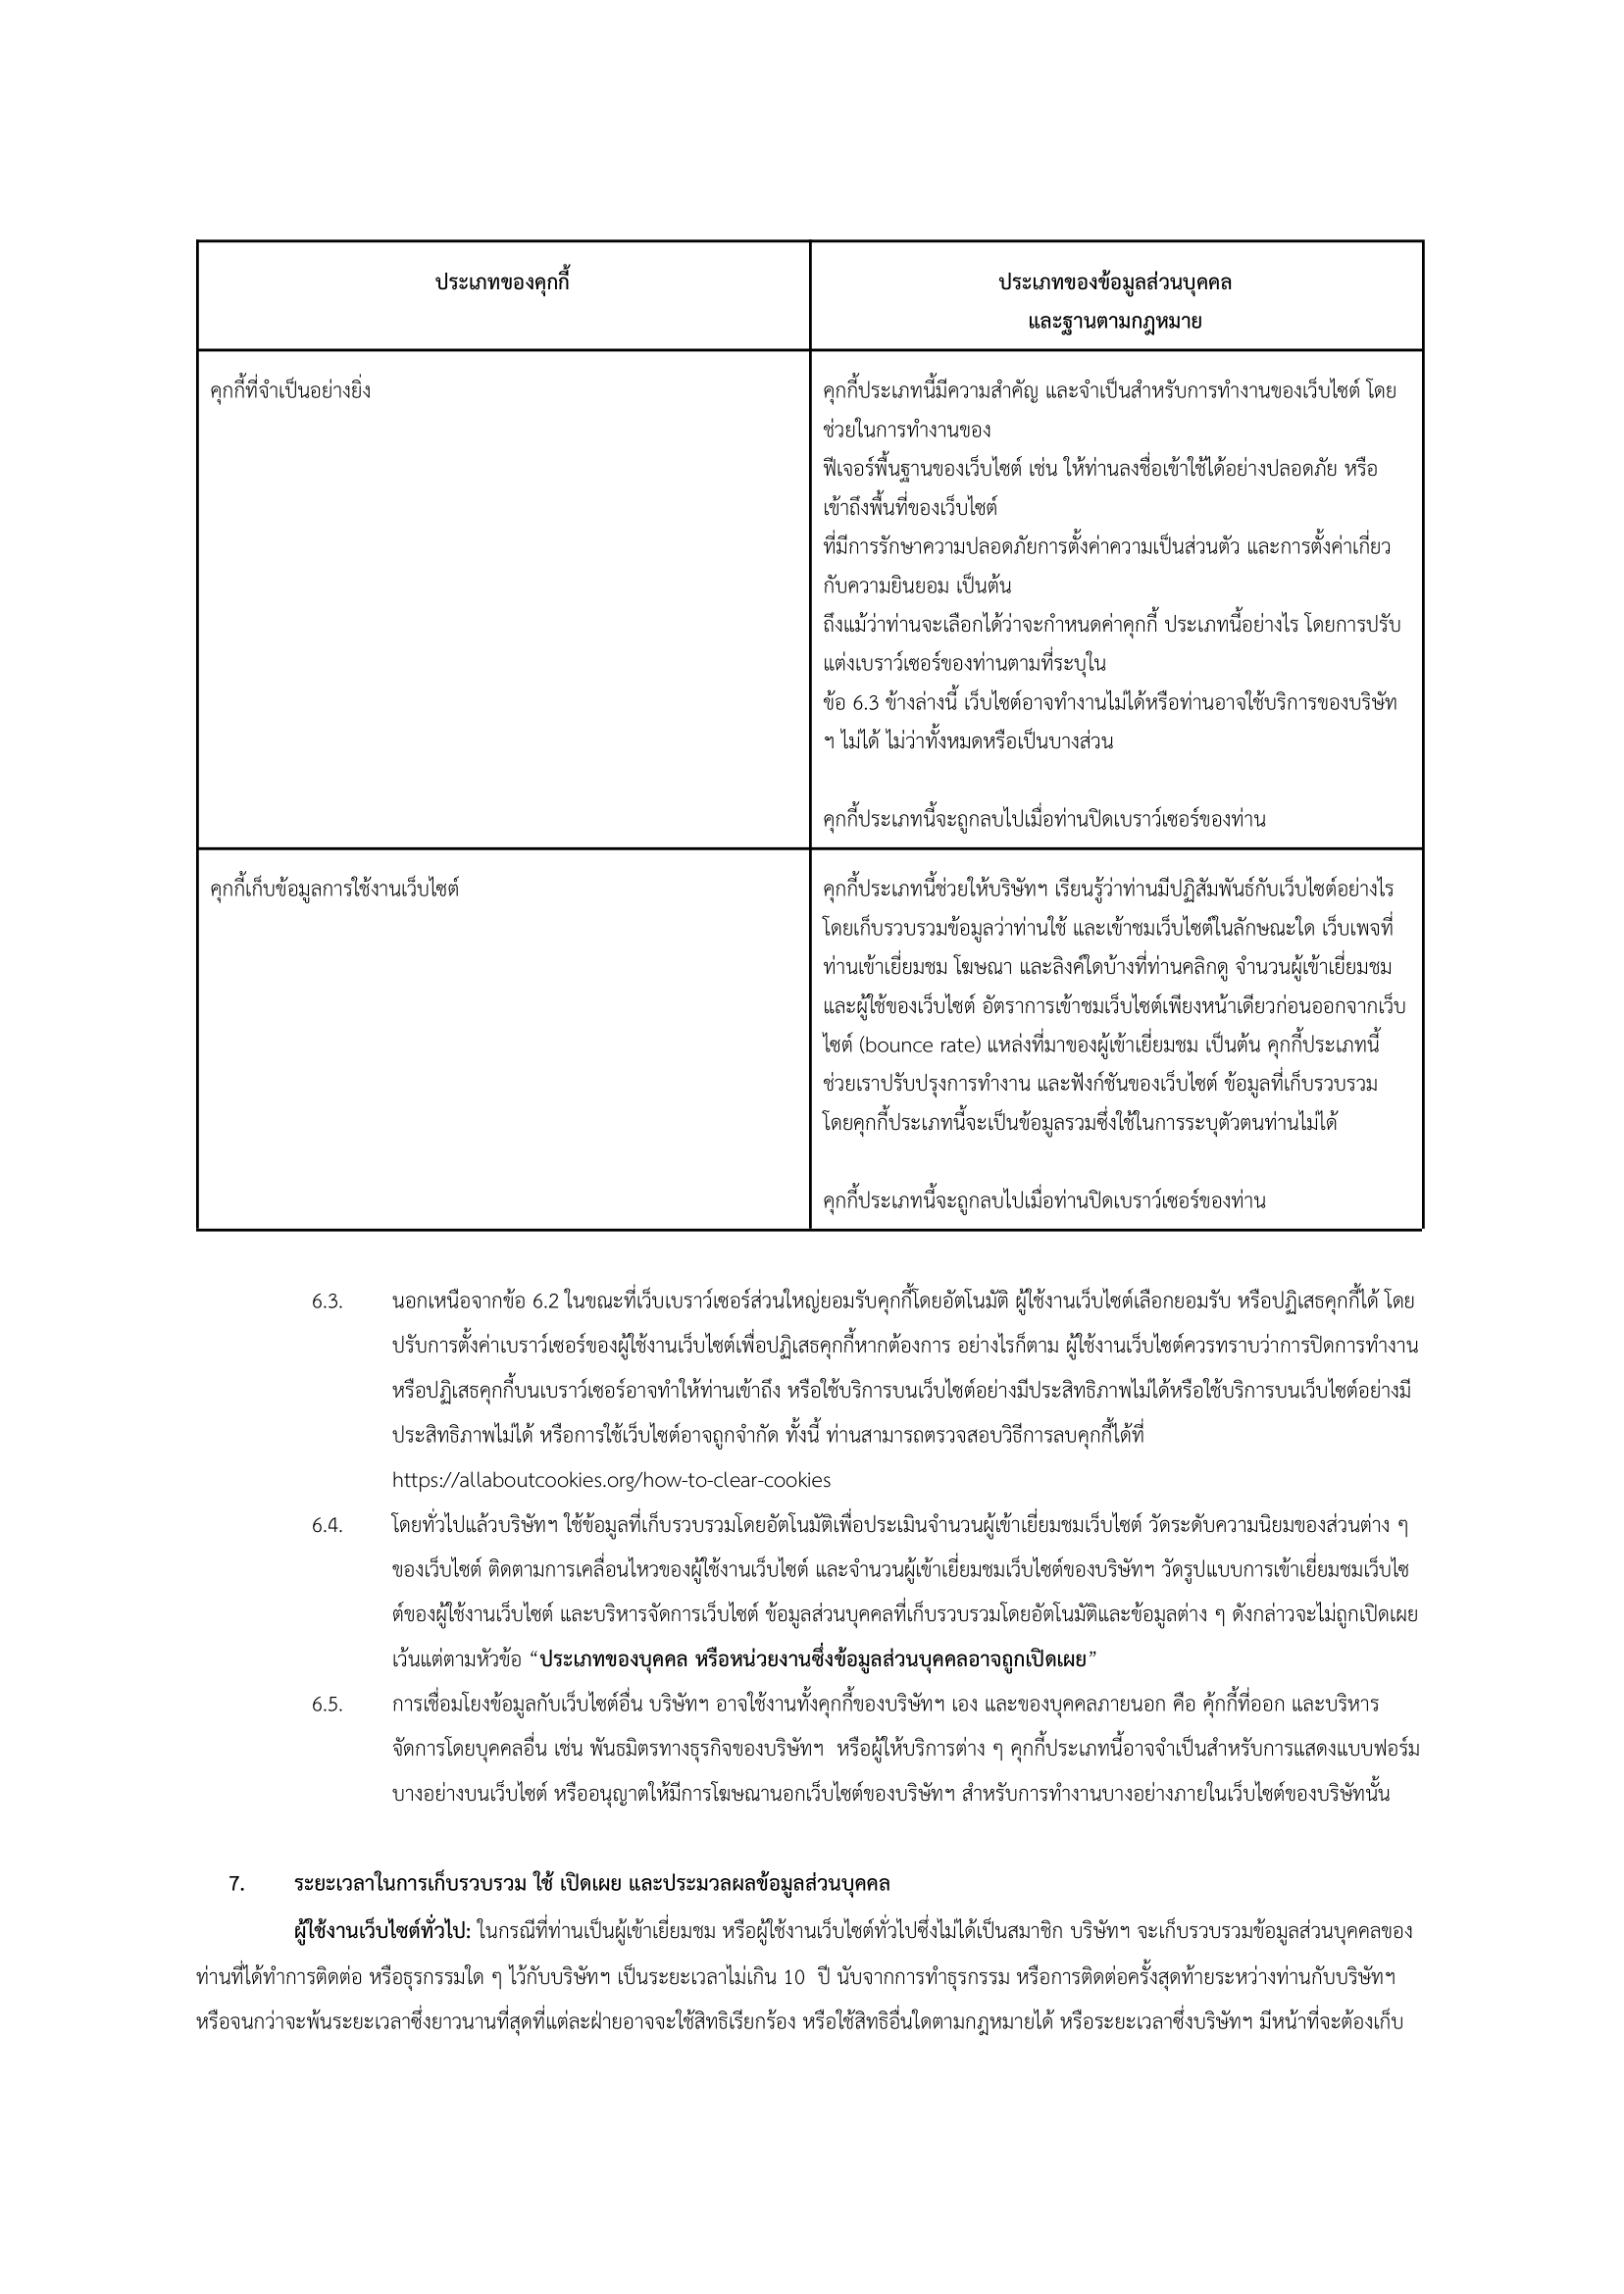 ประเภทของคุกกี้
ประเภทของข้อมูลส่วนบุคคล
และฐานตามกฎหมาย
คุกกี้ที่จำเป็นอย่างยิ่ง
คุกกี้ประเภทนี้มีความสำคัญ และจำเป็นสำหรับการทำงานของเว็บไซต์ โดย
ช่วยในการทำงานของ
ฟีเจอร์พื้นฐานของเว็บไซต์ เช่น ให้ท่านลงชื่อเข้าใช้ได้อย่างปลอดภัย หรือ
เข้าถึงพื้นที่ของเว็บไซต์
ที่มีการรักษาความปลอดภัยการตั้งค่าความเป็นส่วนตัว และการตั้งค่าเกี่ยว
กับความยินยอม เป็นต้น
ถึงแม้ว่าท่านจะเลือกได้ว่าจะกำหนดค่าคุกกี้ ประเภทนี้อย่างไร โดยการปรับ
แต่งเบราว์เซอร์ของท่านตามที่ระบุใน
ข้อ 6.3 ข้างล่างนี้ เว็บไซต์อาจทำงานไม่ได้หรือท่านอาจใช้บริการของบริษัท
ฯ ไม่ได้ ไม่ว่าทั้งหมดหรือเป็นบางส่วน
คุกกี้ประเภทนี้จะถูกลบไปเมื่อท่านปิดเบราว์เซอร์ของท่าน
คุกกี้เก็บข้อมูลการใช้งานเว็บไซต์
คุกกี้ประเภทนี้ช่วยให้บริษัทฯ เรียนรู้ว่าท่านมีปฏิสัมพันธ์กับเว็บไซต์อย่างไร
โดยเก็บรวบรวมข้อมูลว่าท่านใช้ และเข้าชมเว็บไซต์ในลักษณะใด เว็บเพจที่
ท่านเข้าเยี่ยมชม โฆษณา และลิงค์ใดบ้างที่ท่านคลิกดู จำนวนผู้เข้าเยี่ยมชม
และผู้ใช้ของเว็บไซต์ อัตราการเข้าชมเว็บไซต์เพียงหน้าเดียวก่อนออกจากเว็บ
ไซต์ (bounce rate) แหล่งที่มาของผู้เข้าเยี่ยมชม เป็นต้น คุกกี้ประเภทนี้
ช่วยเราปรับปรุงการทำงาน และฟังก์ชันของเว็บไซต์ ข้อมูลที่เก็บรวบรวม
โดยคุกกี้ประเภทนี้จะเป็นข้อมูลรวมซึ่งใช้ในการระบุตัวตนท่านไม่ได้
คุกกี้ประเภทนี้จะถูกลบไปเมื่อท่านปิดเบราว์เซอร์ของท่าน
6.3. นอกเหนือจากข้อ 6.2 ในขณะที่เว็บเบราว์เซอร์ส่วนใหญ่ยอมรับคุกกี้โดยอัตโนมัติ ผู้ใช้งานเว็บไซต์เลือกยอมรับ หรือปฏิเสธคุกกี้ได้ โดย
ปรับการตั้งค่าเบราว์เซอร์ของผู้ใช้งานเว็บไซต์เพื่อปฏิเสธคุกกี้หากต้องการ อย่างไรก็ตาม ผู้ใช้งานเว็บไซต์ควรทราบว่าการปิดการทำงาน
หรือปฏิเสธคุกกี้บนเบราว์เซอร์อาจทำให้ท่านเข้าถึง หรือใช้บริการบนเว็บไซต์อย่างมีประสิทธิภาพไม่ได้หรือใช้บริการบนเว็บไซต์อย่างมี
ประสิทธิภาพไม่ได้ หรือการใช้เว็บไซต์อาจถูกจำกัด ทั้งนี้ ท่านสามารถตรวจสอบวิธีการลบคุกกี้ได้ที่
https://allaboutcookies.org/how-to-clear-cookies
6.4. โดยทั่วไปแล้วบริษัทฯ ใช้ข้อมูลที่เก็บรวบรวมโดยอัตโนมัติเพื่อประเมินจำนวนผู้เข้าเยี่ยมชมเว็บไซต์ วัดระดับความนิยมของส่วนต่าง ๆ
ของเว็บไซต์ ติดตามการเคลื่อนไหวของผู้ใช้งานเว็บไซต์ และจำนวนผู้เข้าเยี่ยมชมเว็บไซต์ของบริษัทฯ วัดรูปแบบการเข้าเยี่ยมชมเว็บไซ
ต์ของผู้ใช้งานเว็บไซต์ และบริหารจัดการเว็บไซต์ ข้อมูลส่วนบุคคลที่เก็บรวบรวมโดยอัตโนมัติและข้อมูลต่าง ๆ ดังกล่าวจะไม่ถูกเปิดเผย
เว้นแต่ตามหัวข้อ “ประเภทของบุคคล หรือหน่วยงานซึ่งข้อมูลส่วนบุคคลอาจถูกเปิดเผย”
6.5. การเชื่อมโยงข้อมูลกับเว็บไซต์อื่น บริษัทฯ อาจใช้งานทั้งคุกกี้ของบริษัทฯ เอง และของบุคคลภายนอก คือ คุ้กกี้ที่ออก และบริหาร
จัดการโดยบุคคลอื่น เช่น พันธมิตรทางธุรกิจของบริษัทฯ หรือผู้ให้บริการต่าง ๆ คุกกี้ประเภทนี้อาจจำเป็นสำหรับการแสดงแบบฟอร์ม
บางอย่างบนเว็บไซต์ หรืออนุญาตให้มีการโฆษณานอกเว็บไซต์ของบริษัทฯ สำหรับการทำงานบางอย่างภายในเว็บไซต์ของบริษัทนั้น
7. ระยะเวลาในการเก็บรวบรวม ใช้ เปิดเผย และประมวลผลข้อมูลส่วนบุคคล
ผู้ใช้งานเว็บไซต์ทั่วไป: ในกรณีที่ท่านเป็นผู้เข้าเยี่ยมชม หรือผู้ใช้งานเว็บไซต์ทั่วไปซึ่งไม่ได้เป็นสมาชิก บริษัทฯ จะเก็บรวบรวมข้อมูลส่วนบุคคลของ
ท่านที่ได้ทำการติดต่อ หรือธุรกรรมใด ๆ ไว้กับบริษัทฯ เป็นระยะเวลาไม่เกิน 10 ปี นับจากการทำธุรกรรม หรือการติดต่อครั้งสุดท้ายระหว่างท่านกับบริษัทฯ
หรือจนกว่าจะพ้นระยะเวลาซึ่งยาวนานที่สุดที่แต่ละฝ่ายอาจจะใช้สิทธิเรียกร้อง หรือใช้สิทธิอื่นใดตามกฎหมายได้ หรือระยะเวลาซึ่งบริษัทฯ มีหน้าที่จะต้องเก็บ